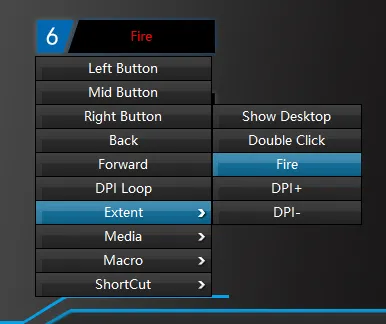 6 Fire
Left Button
Mid Button
Right Button
Back
Forward
DPI Loop
Extent
Media
Macro
ShortCut
Show Desktop
Double Click
Fire
DPI+
DPI-